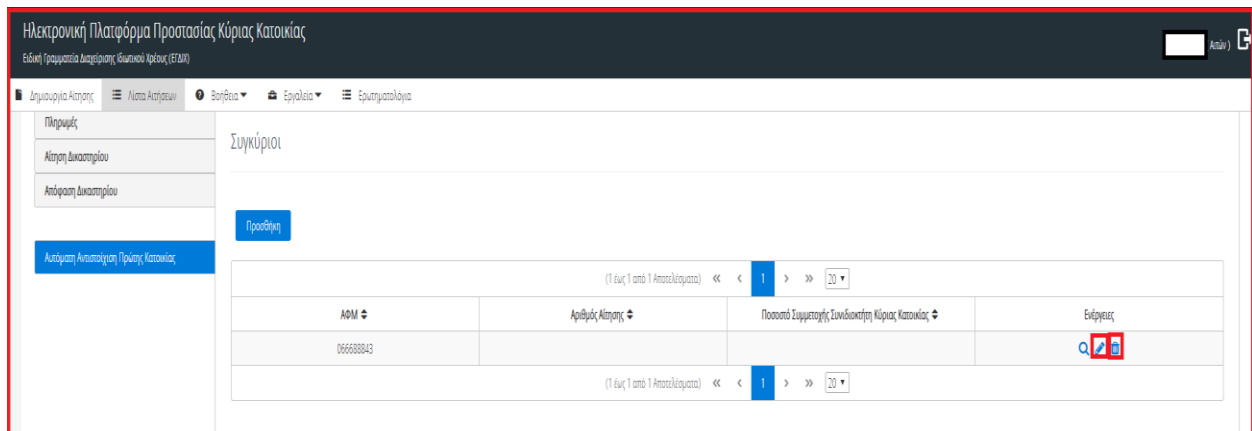 Ηλεκτρονική Πλατφόρμα Προστασίας Κύριας Κατοικίας
Ειδική Γραμματεία Διαχείρισης Ιδιωτικού Χρέους (ΕΓΔΙΧ)
Αιτών )
Δημιουργία Αίτησης Λίστα Αιτήσεων Βοήθεια Εργαλεία Ερωτηματολόγια
Πληρωμές
Αίτηση Δικαστηρίου
Απόφαση Δικαστηρίου
Αυτόματη Αντιστοίχιση Πρώτης Κατοικίας
Συγκύριοι
Προσθήκη
(1 έως 1 από 1 Αποτελέσματα) « < 1 > » 20
ΑΦΜ Αριθμός Αίτησης Ποσοστό Συμμετοχής Συνιδιοκτήτη Κύριας Κατοικίας Ενέργειες
066688843
(1 έως 1 από 1 Αποτελέσματα) « < 1 > » 20